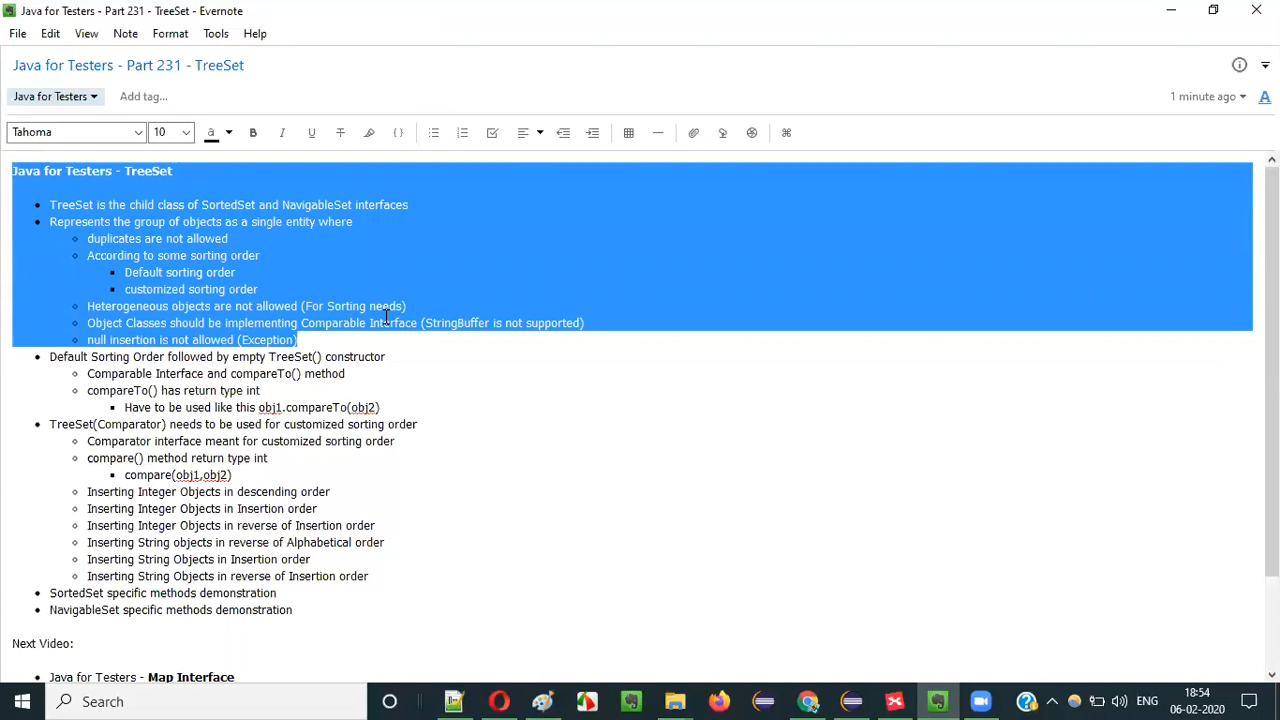 Java for Testers - Part 231 - TreeSet - Evernote
File Edit View Note Format Tools Help
Java for Testers - Part 231 - TreeSet
Java for Testers Add tag... 1 minute ago
Tahoma 10
Java for Testers - TreeSet
TreeSet is the child class of SortedSet and NavigableSet interfaces
Represents the group of objects as a single entity where
duplicates are not allowed
According to some sorting order
Default sorting order
customized sorting order
Heterogeneous objects are not allowed (For Sorting needs)
Object Classes should be implementing Comparable Interface (StringBuffer is not supported)
null insertion is not allowed (Exception)
Default Sorting Order followed by empty TreeSet() constructor
Comparable Interface and compareTo() method
compareTo() has return type int
Have to be used like this obj1.compareTo(obj2)
TreeSet(Comparator) needs to be used for customized sorting order
Comparator interface meant for customized sorting order
compare() method return type int
compare(obj1,obj2)
Inserting Integer Objects in descending order
Inserting Integer Objects in Insertion order
Inserting Integer Objects in reverse of Insertion order
Inserting String objects in reverse of Alphabetical order
Inserting String Objects in Insertion order
Inserting String Objects in reverse of Insertion order
SortedSet specific methods demonstration
NavigableSet specific methods demonstration
Next Video:
Java for Testers - Map Interface
Search ENG 18:54
06-02-2020